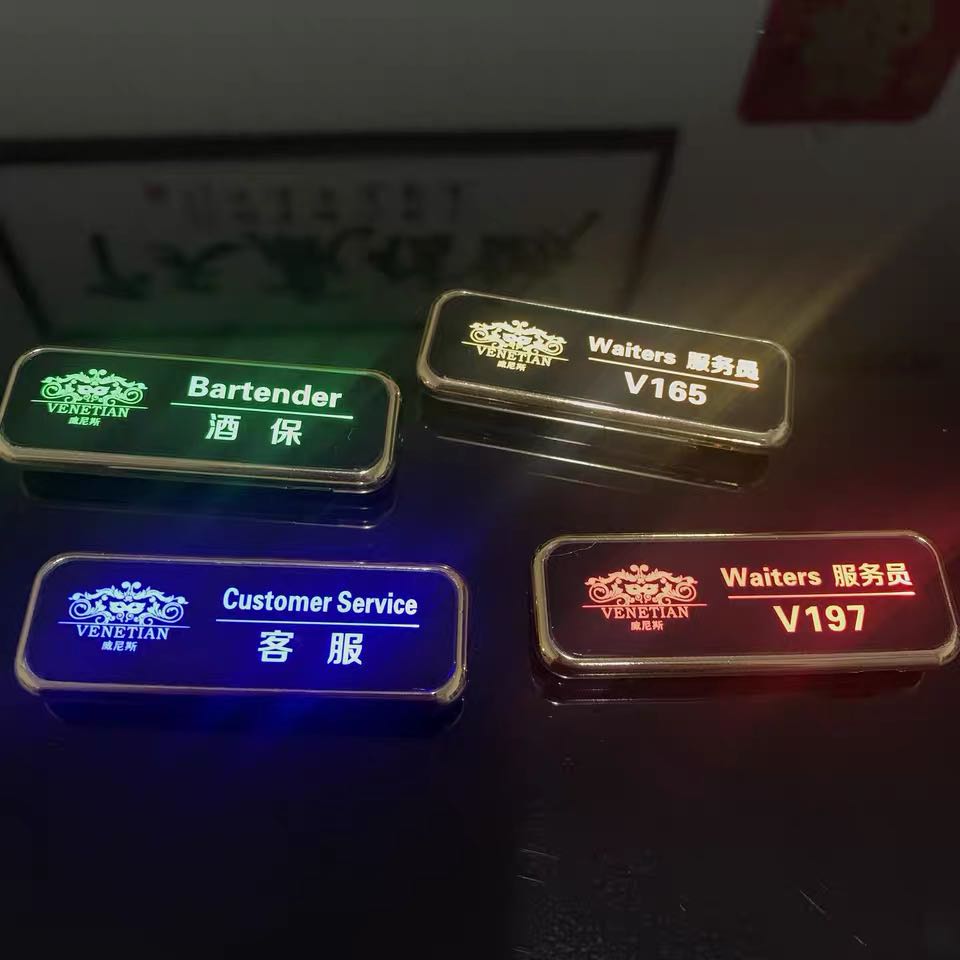 VENETIAN
威尼斯
Bartender
酒保
VENETIAN
威尼斯
Waiters 服务员
V165
VENETIAN
威尼斯
Customer Service
客服
VENETIAN
威尼斯
Waiters 服务员
V197